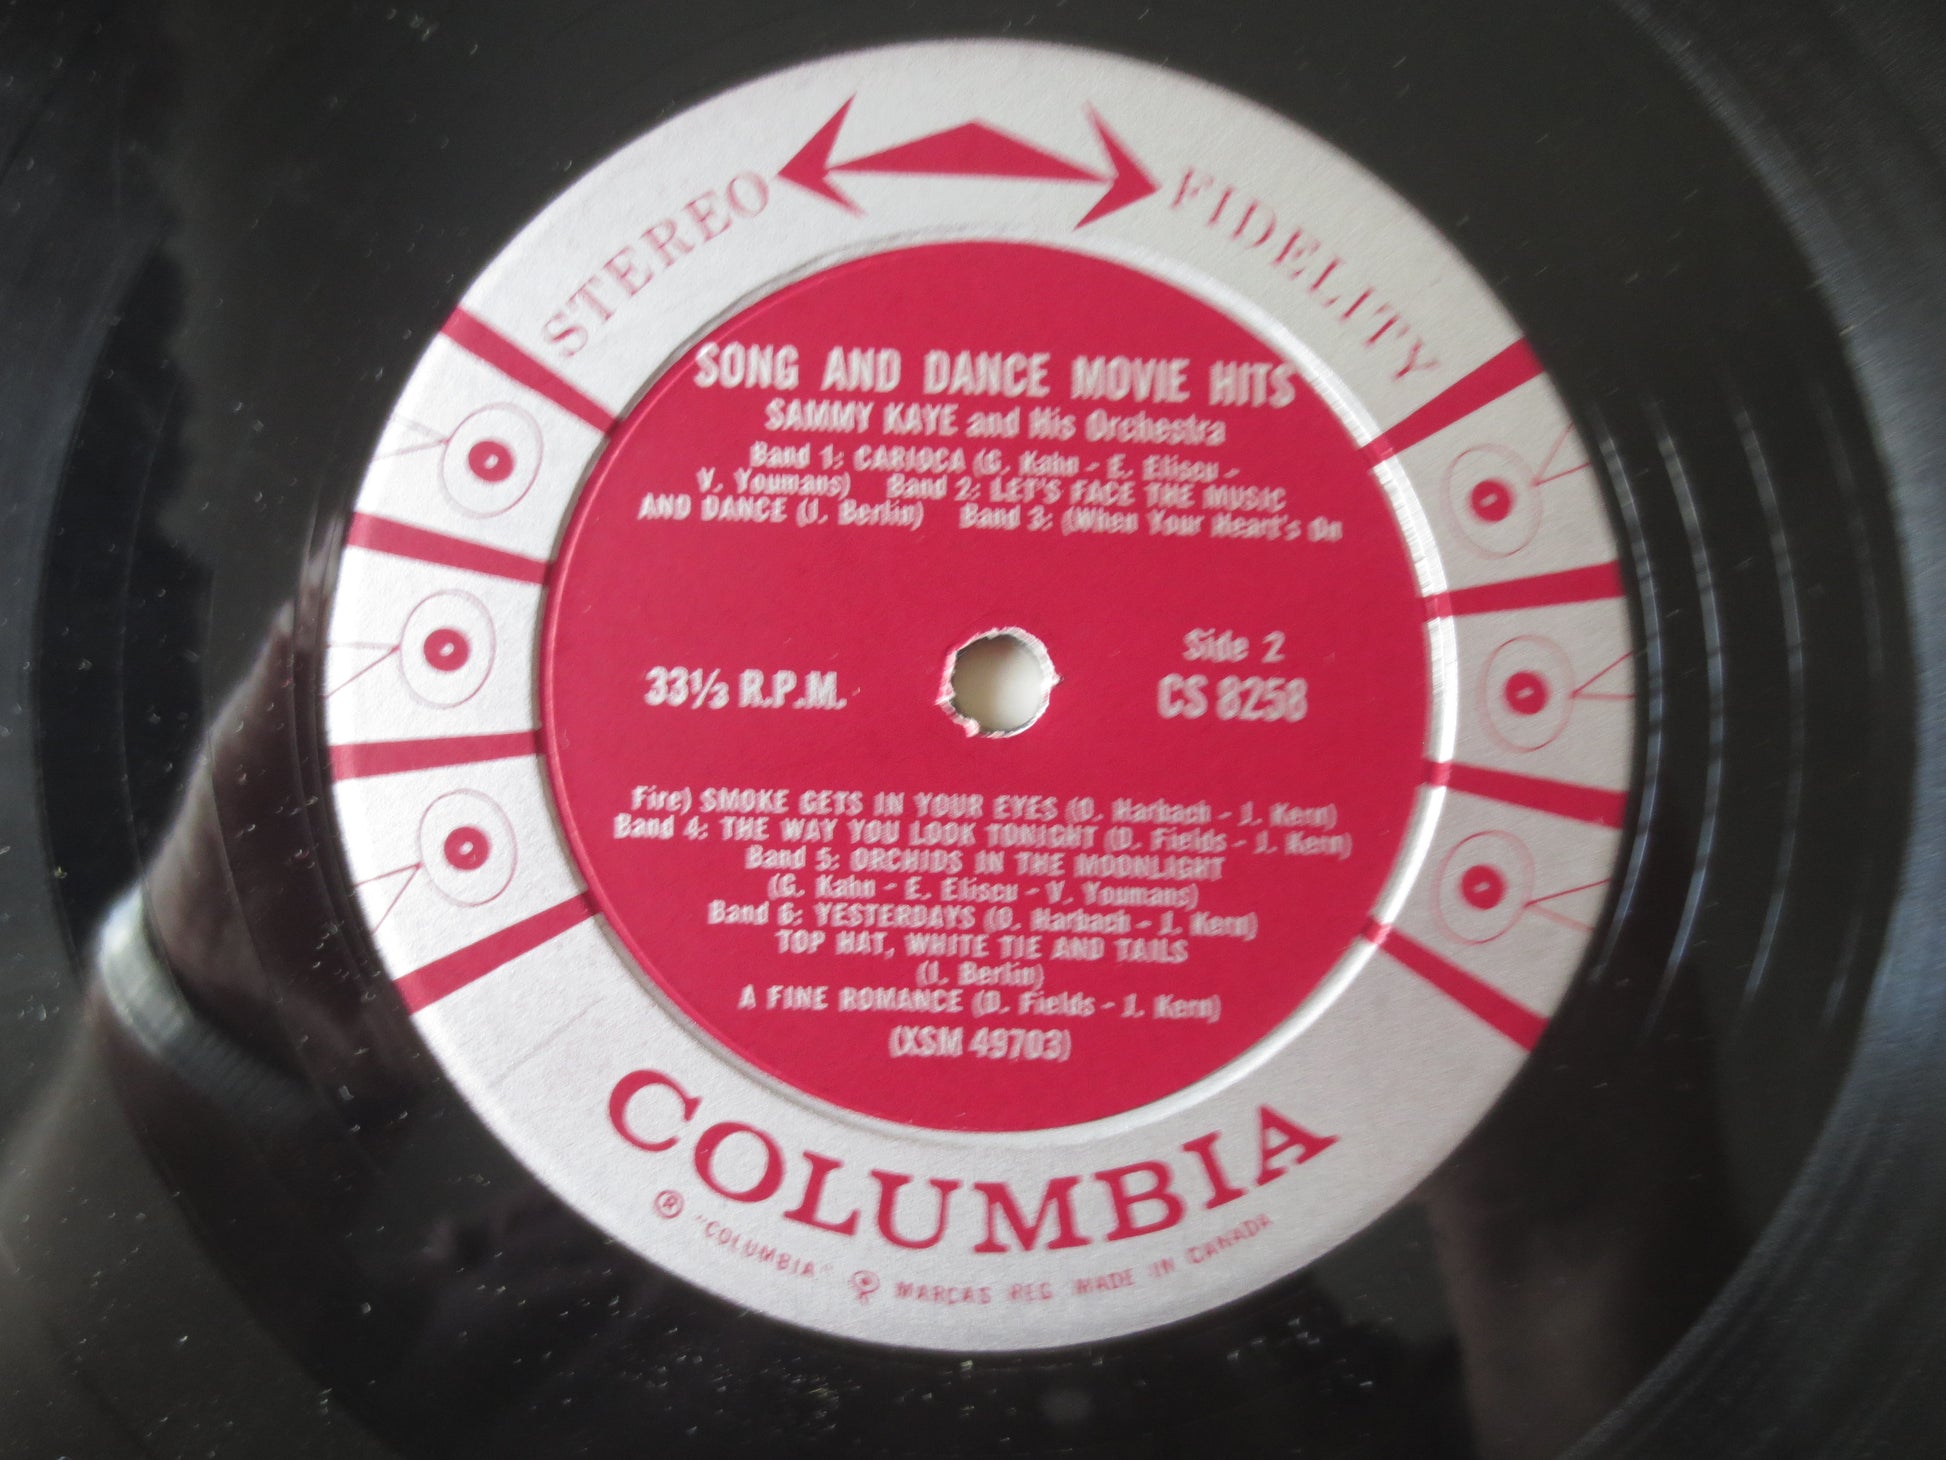 STEREO FIDELITY
SONG AND DANCE MOVIE HITS
SAMMY KAYE and His Orchestra
Band 1: CARIOCA (G. Kahn - E. Eliscu -
V. Youmans) Band 2: LET'S FACE THE MUSIC
AND DANCE (I. Berlin) Band 3: (When Your Heart's On
Side 2
33⅓ R.P.M. CS 8258
Fire) SMOKE GETS IN YOUR EYES (O. Harbach - J. Kern)
Band 4: THE WAY YOU LOOK TONIGHT (D. Fields - J. Kern)
Band 5: ORCHIDS IN THE MOONLIGHT
(G. Kahn - E. Eliscu - V. Youmans)
Band 6: YESTERDAYS (O. Harbach - J. Kern)
TOP HAT, WHITE TIE AND TAILS
(I. Berlin)
A FINE ROMANCE (D. Fields - J. Kern)
(XSM 49703)
COLUMBIA
® "COLUMBIA" MARCAS REG MADE IN CANADA